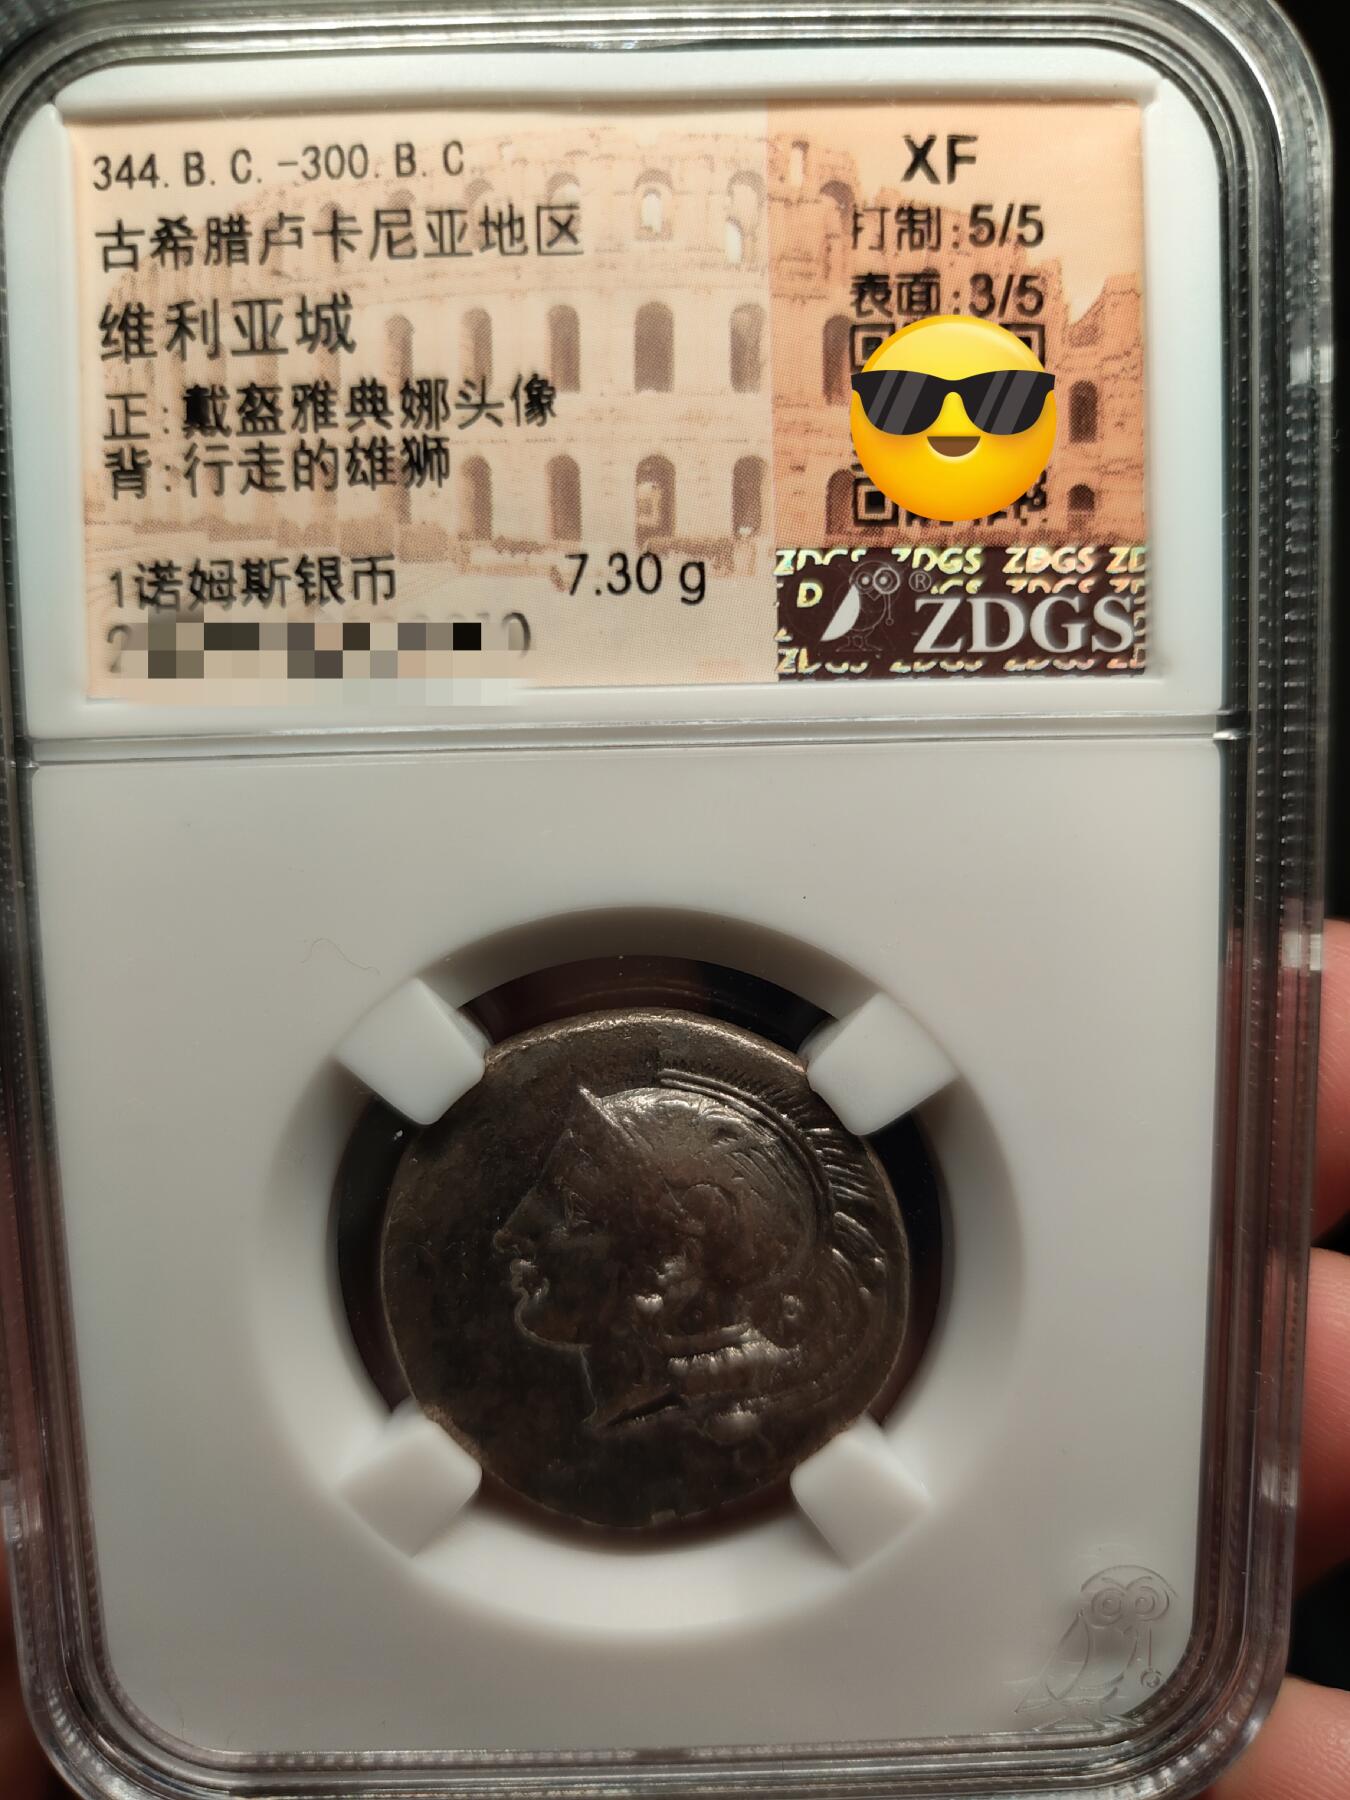 344. B. C. -300. B. C
古希腊卢卡尼亚地区
维利亚城
正:戴盔雅典娜头像
背:行走的雄狮
1诺姆斯银币 7.30 g
XF
打制:5/5
表面:3/5
ZDGS ZDGS ZDGS ZD
ZDGS®